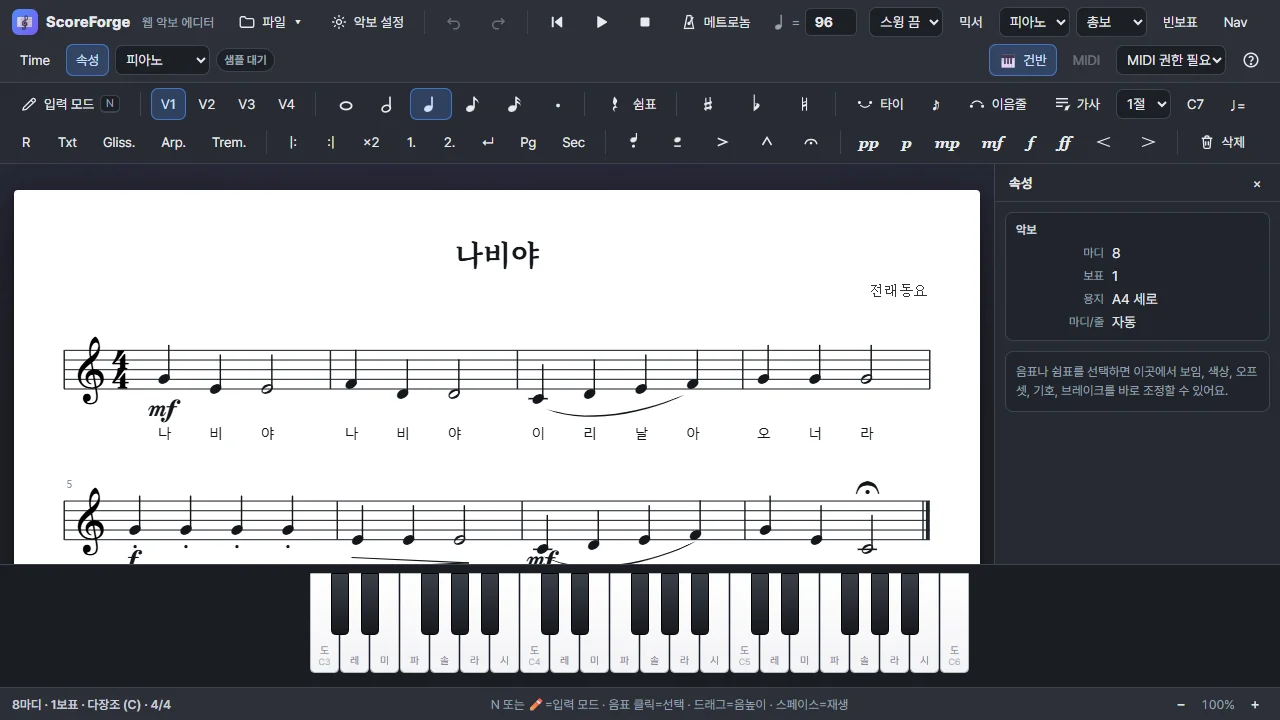 ScoreForge 웹 악보 에디터 파일 악보 설정 메트로놈 = 96 스윙 끔 믹서 피아노 총보 빈보표 Nav
Time 속성 피아노 샘플 대기 건반 MIDI MIDI 권한 필요
입력 모드 N V1 V2 V3 V4 쉼표 타이 이음줄 가사 1절 C7 ♩=
R Txt Gliss. Arp. Trem. |: :| ×2 1. 2. Pg Sec > pp p mp mf f ff < > 삭제
속성 ×
악보
마디 8
보표 1
용지 A4 세로
마디/줄 자동
음표나 쉼표를 선택하면 이곳에서 보임, 색상, 오프
셋, 기호, 브레이크를 바로 조정할 수 있어요.
나비야
전래동요
4
4
mf
나 비 야 나 비 야 이 리 날 아 오 너 라
5
f mf
도 레 미 파 솔 라 시 도 레 미 파 솔 라 시 도 레 미 파 솔 라 시 도
C3 C4 C5 C6
8마디 · 1보표 · 다장조 (C) · 4/4 N 또는 🖍=입력 모드 · 음표 클릭=선택 · 드래그=음높이 · 스페이스=재생 − 100% +